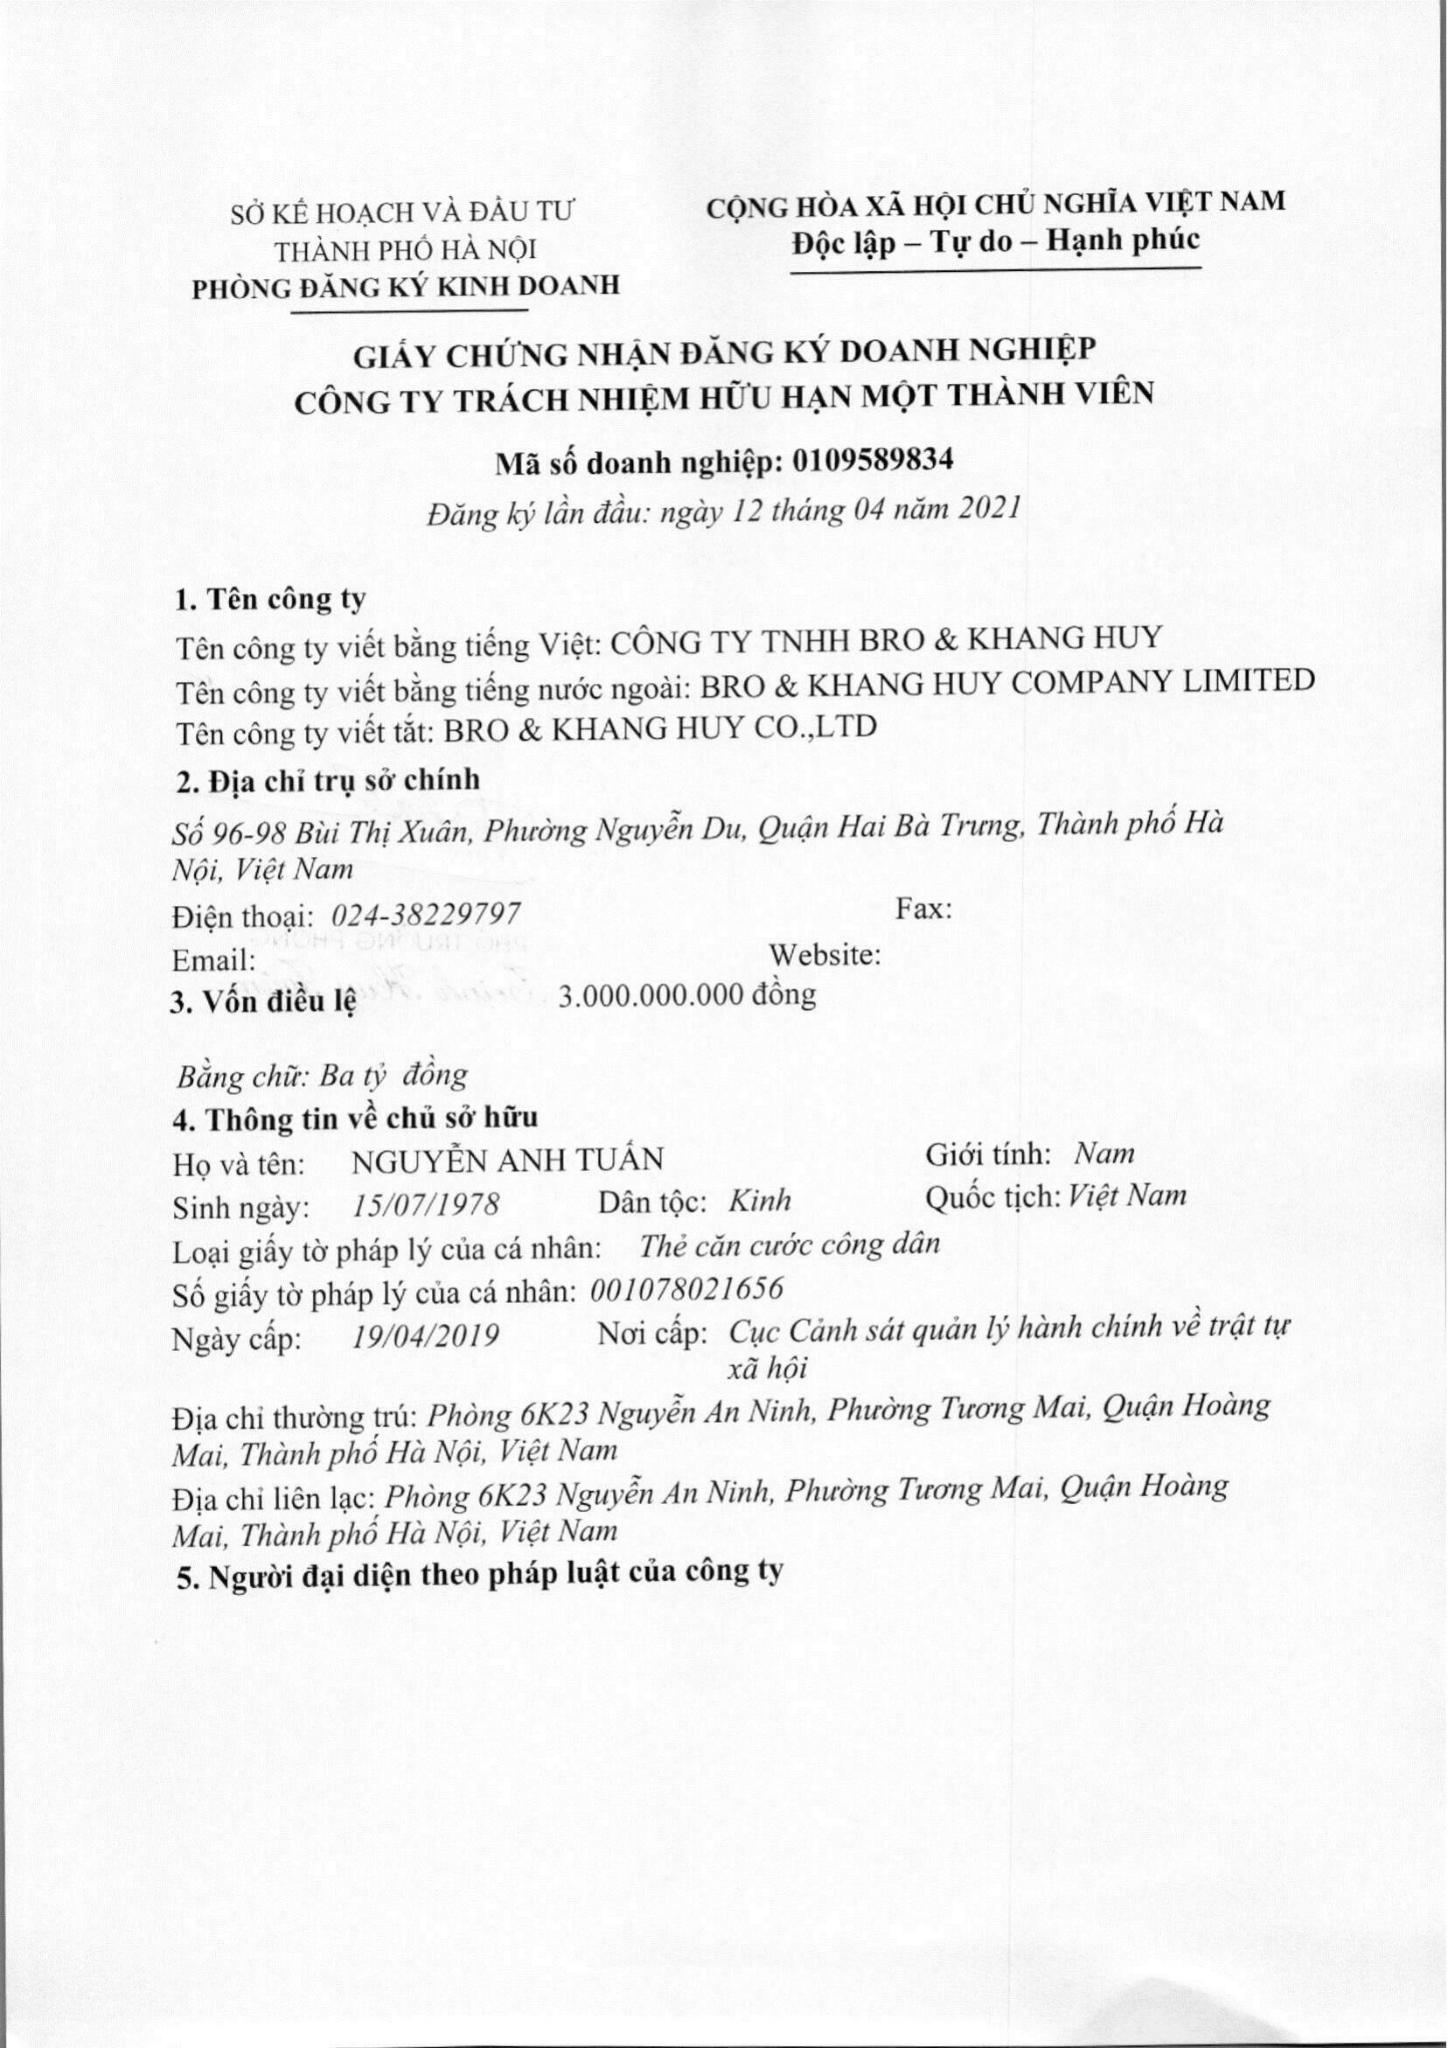 SỞ KẾ HOẠCH VÀ ĐẦU TƯ
THÀNH PHỐ HÀ NỘI
PHÒNG ĐĂNG KÝ KINH DOANH
CỘNG HÒA XÃ HỘI CHỦ NGHĨA VIỆT NAM
Độc lập – Tự do – Hạnh phúc
GIẤY CHỨNG NHẬN ĐĂNG KÝ DOANH NGHIỆP
CÔNG TY TRÁCH NHIỆM HỮU HẠN MỘT THÀNH VIÊN
Mã số doanh nghiệp: 0109589834
Đăng ký lần đầu: ngày 12 tháng 04 năm 2021
1. Tên công ty
Tên công ty viết bằng tiếng Việt: CÔNG TY TNHH BRO & KHANG HUY
Tên công ty viết bằng tiếng nước ngoài: BRO & KHANG HUY COMPANY LIMITED
Tên công ty viết tắt: BRO & KHANG HUY CO.,LTD
2. Địa chỉ trụ sở chính
Số 96-98 Bùi Thị Xuân, Phường Nguyễn Du, Quận Hai Bà Trưng, Thành phố Hà
Nội, Việt Nam
Điện thoại: 024-38229797 Fax:
Email: Website:
3. Vốn điều lệ 3.000.000.000 đồng
Bằng chữ: Ba tỷ đồng
4. Thông tin về chủ sở hữu
Họ và tên: NGUYỄN ANH TUẤN Giới tính: Nam
Sinh ngày: 15/07/1978 Dân tộc: Kinh Quốc tịch: Việt Nam
Loại giấy tờ pháp lý của cá nhân: Thẻ căn cước công dân
Số giấy tờ pháp lý của cá nhân: 001078021656
Ngày cấp: 19/04/2019 Nơi cấp: Cục Cảnh sát quản lý hành chính về trật tự
xã hội
Địa chỉ thường trú: Phòng 6K23 Nguyễn An Ninh, Phường Tương Mai, Quận Hoàng
Mai, Thành phố Hà Nội, Việt Nam
Địa chỉ liên lạc: Phòng 6K23 Nguyễn An Ninh, Phường Tương Mai, Quận Hoàng
Mai, Thành phố Hà Nội, Việt Nam
5. Người đại diện theo pháp luật của công ty